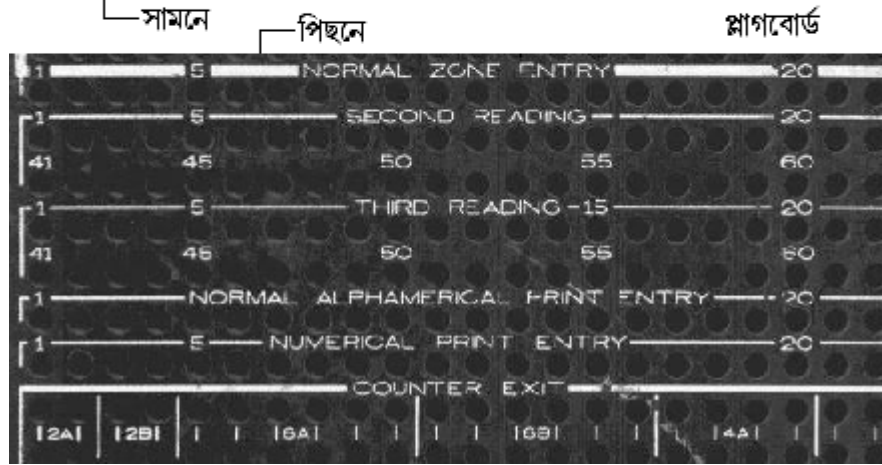 সামনে
পিছনে
প্লাগবোর্ড
1 5 NORMAL ZONE ENTRY 20
1 5 SECOND READING 20
41 45 50 55 60
1 5 THIRD READING-15 20
41 45 50 55 60
1 NORMAL ALPHAMERICAL PRINT ENTRY 20
1 5 NUMERICAL PRINT ENTRY 20
COUNTER EXIT
2A 2B 6A 6B 4A